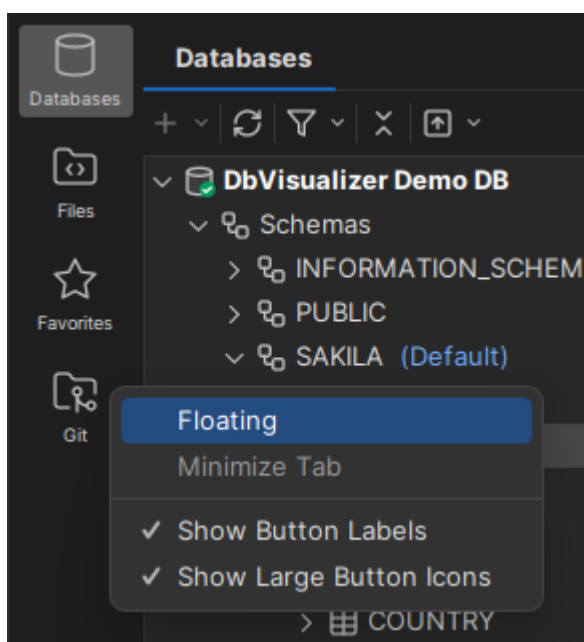 Databases
Databases
DbVisualizer Demo DB
Files
Schemas
INFORMATION_SCHEM
PUBLIC
Favorites
SAKILA (Default)
Git
Floating
Minimize Tab
✓ Show Button Labels
✓ Show Large Button Icons
COUNTRY